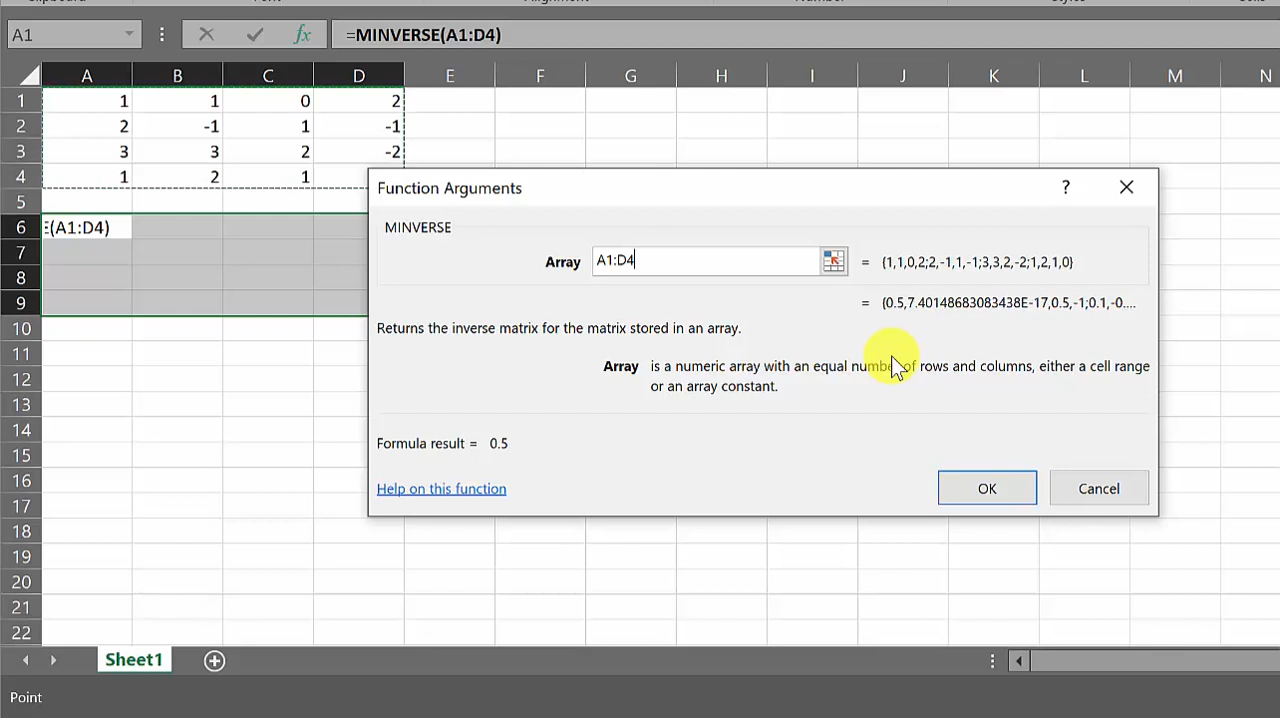 A1 fx =MINVERSE(A1:D4)
A B C D E F G H I J K L M N
1 1 1 0 2
2 2 -1 1 -1
3 3 3 2 -2
4 1 2 1
5
6 E(A1:D4)
7
8
9
10
11
12
13
14
15
16
17
18
19
20
21
22
Function Arguments ?
MINVERSE
Array A1:D4 = {1,1,0,2;2,-1,1,-1;3,3,2,-2;1,2,1,0}
= {0.5,7.40148683083438E-17,0.5,-1;0.1,-0....
Returns the inverse matrix for the matrix stored in an array.
Array is a numeric array with an equal number of rows and columns, either a cell range
or an array constant.
Formula result = 0.5
Help on this function OK Cancel
Sheet1
Point